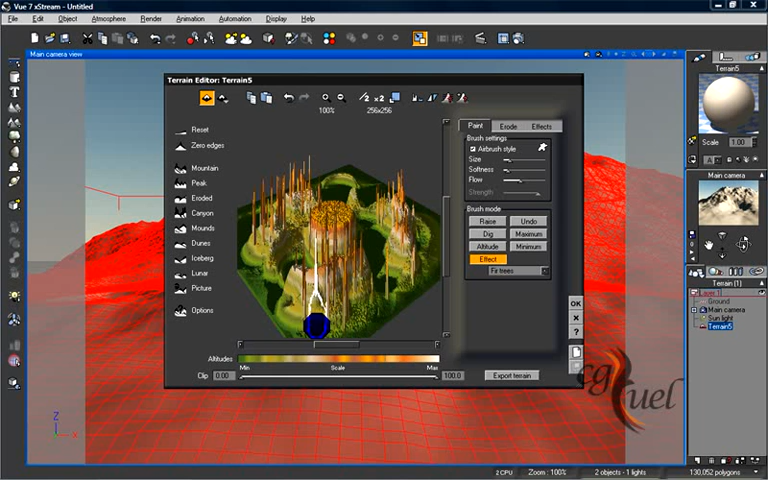 Vue 7 xStream - Untitled
File Edit Object Atmosphere Render Animation Automation Display Help
Main camera view
Terrain5
Scale 1.00
Terrain Editor: Terrain5
100% 256x256
/2 x2
Reset
Zero edges
Mountain
Peak
Eroded
Canyon
Mounds
Dunes
Iceberg
Lunar
Picture
Options
Paint Erode Effects
Brush settings
Airbrush style
Size
Softness
Flow
Strength
Brush mode
Raise Undo
Dig Maximum
Altitude Minimum
Effect
Fir trees
OK
Altitudes
Min Scale Max
Clip 0.00 100.0 Export terrain
Main camera
Terrain (1)
Layer 1
Ground
Main camera
Sun light
Terrain5
cgfuel
Z
X
2 CPU Zoom : 100% 2 objects - 1 lights 130,052 polygons